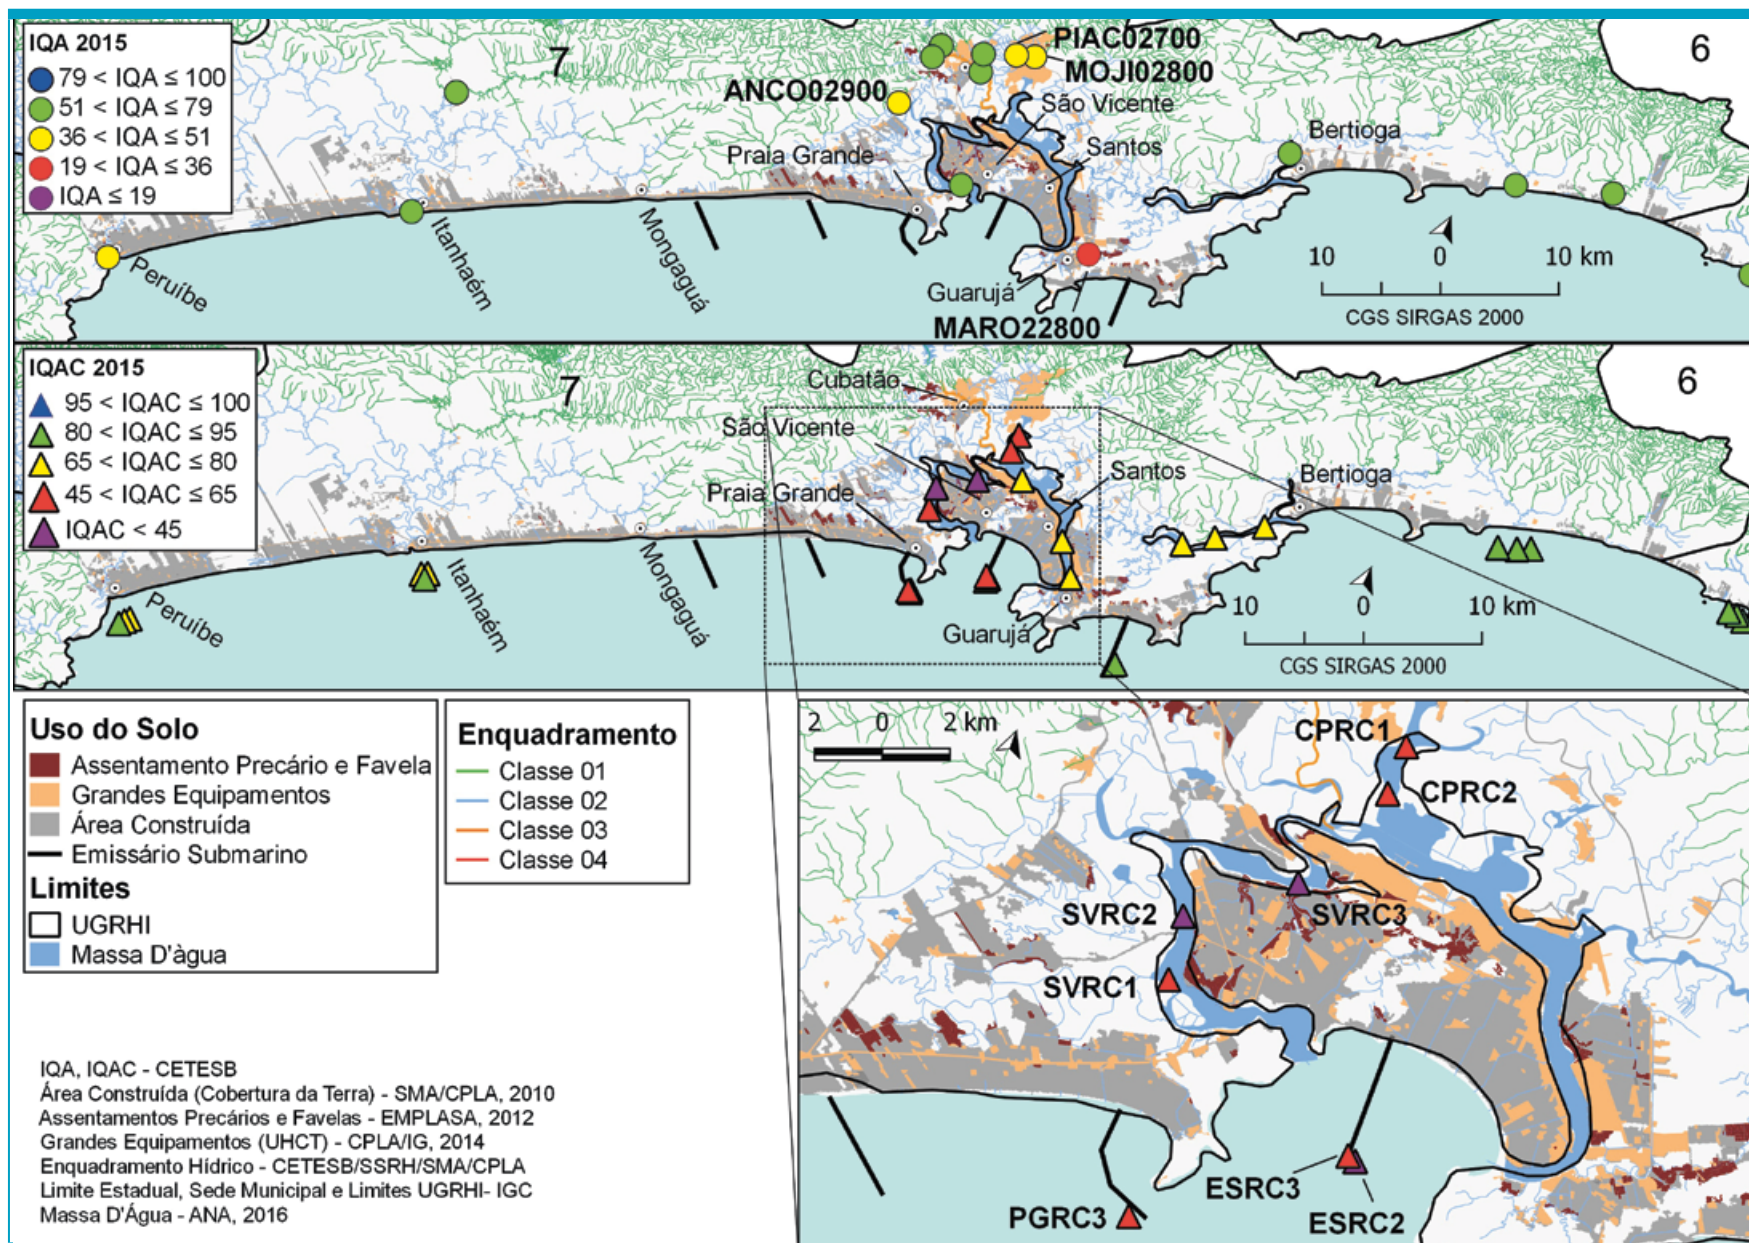 IQA 2015
79 < IQA ≤ 100
51 < IQA ≤ 79
36 < IQA ≤ 51
19 < IQA ≤ 36
IQA ≤ 19
7
6
PIAC02700
MOJI02800
ANCO02900
São Vicente
Bertioga
Praia Grande
Santos
Itanhaém
Mongaguá
Peruíbe
Guarujá
MARO22800
10 0 10 km
CGS SIRGAS 2000
IQAC 2015
95 < IQAC ≤ 100
80 < IQAC ≤ 95
65 < IQAC ≤ 80
45 < IQAC ≤ 65
IQAC < 45
7
6
Cubatão
São Vicente
Santos
Bertioga
Praia Grande
Itanhaém
Mongaguá
Peruíbe
Guarujá
10 0 10 km
CGS SIRGAS 2000
Uso do Solo
Assentamento Precário e Favela
Grandes Equipamentos
Área Construída
Emissário Submarino
Limites
UGRHI
Massa D'àgua
Enquadramento
Classe 01
Classe 02
Classe 03
Classe 04
2 0 2 km
CPRC1
CPRC2
SVRC2
SVRC3
SVRC1
ESRC3
PGRC3
ESRC2
IQA, IQAC - CETESB
Área Construída (Cobertura da Terra) - SMA/CPLA, 2010
Assentamentos Precários e Favelas - EMPLASA, 2012
Grandes Equipamentos (UHCT) - CPLA/IG, 2014
Enquadramento Hídrico - CETESB/SSRH/SMA/CPLA
Limite Estadual, Sede Municipal e Limites UGRHI- IGC
Massa D'Água - ANA, 2016